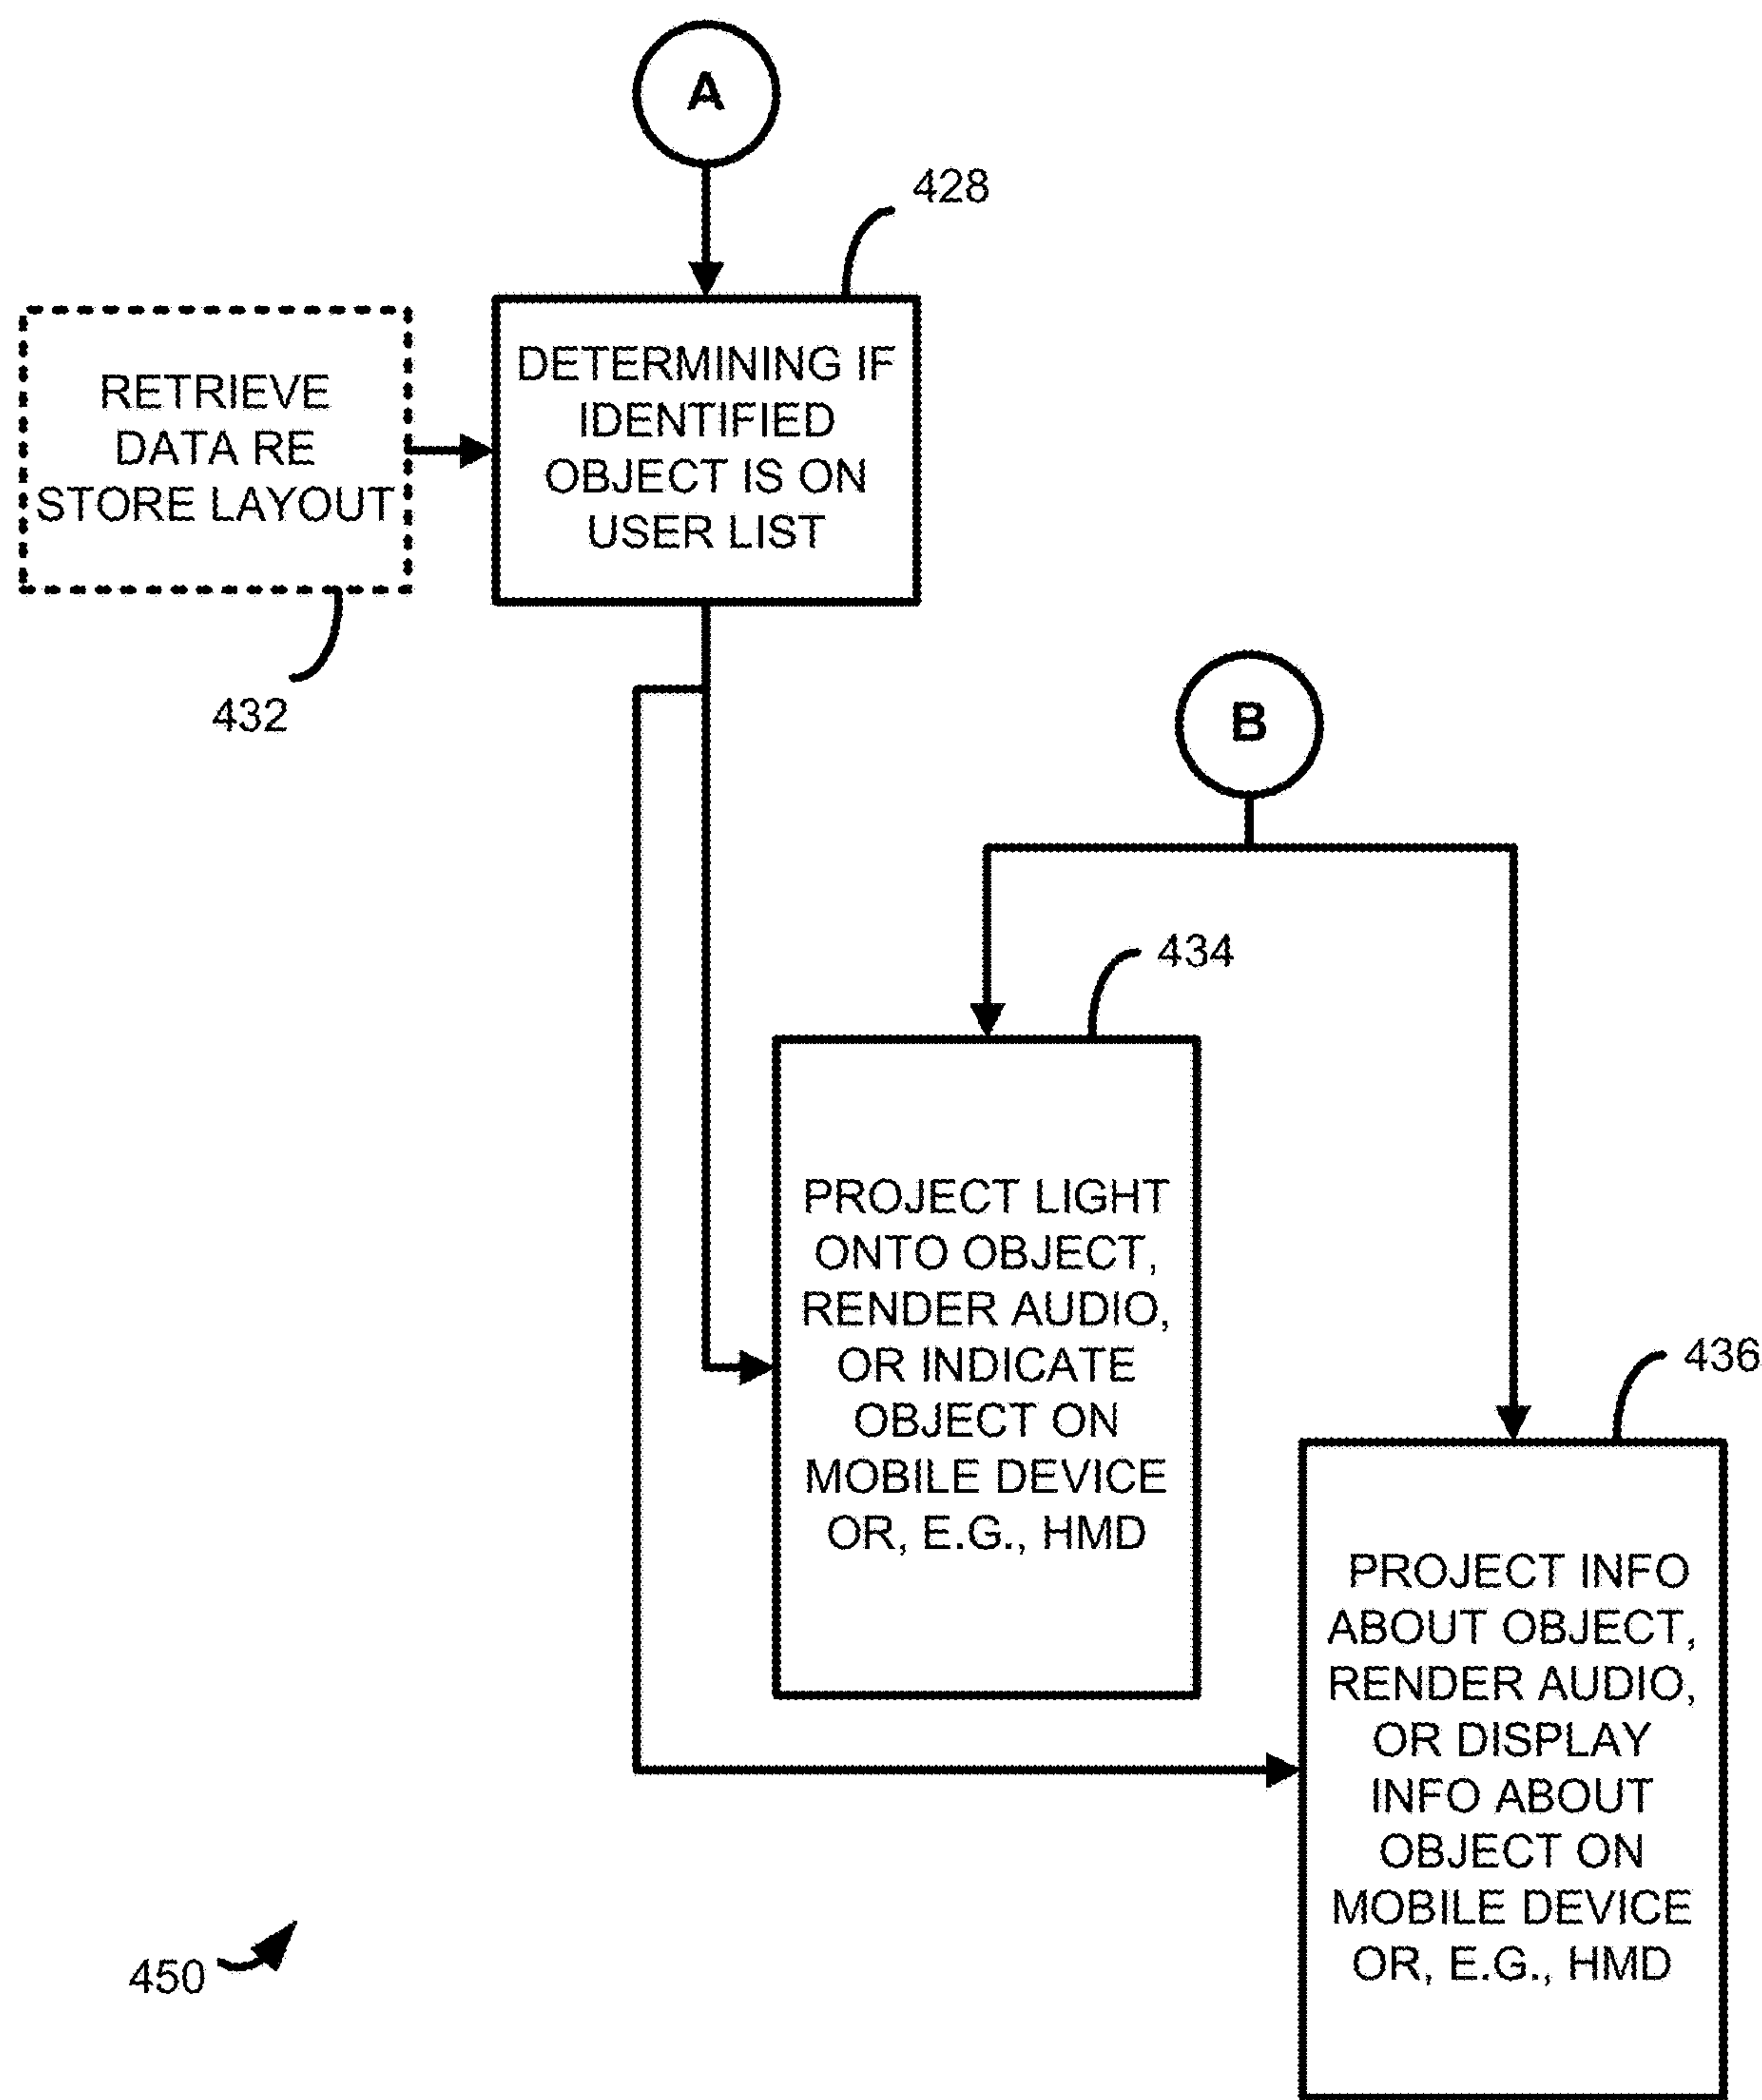 A
428
RETRIEVE
DATA RE
STORE LAYOUT
432
DETERMINING IF
IDENTIFIED
OBJECT IS ON
USER LIST
B
434
PROJECT LIGHT
ONTO OBJECT,
RENDER AUDIO,
OR INDICATE
OBJECT ON
MOBILE DEVICE
OR, E.G., HMD
436
PROJECT INFO
ABOUT OBJECT,
RENDER AUDIO,
OR DISPLAY
INFO ABOUT
OBJECT ON
MOBILE DEVICE
OR, E.G., HMD
450